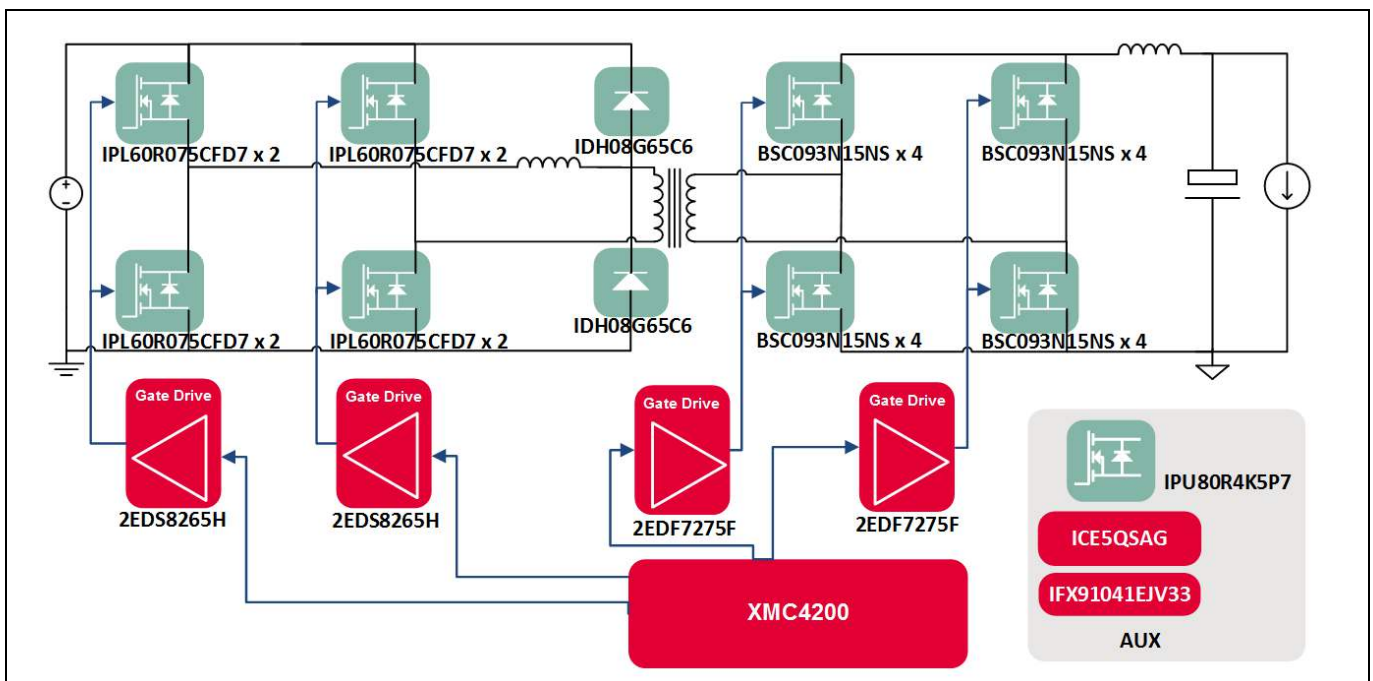 IPL60R075CFD7 x 2
IPL60R075CFD7 x 2
IDH08G65C6
BSC093N15NS x 4
BSC093N15NS x 4
+
-
IPL60R075CFD7 x 2
IPL60R075CFD7 x 2
IDH08G65C6
BSC093N15NS x 4
BSC093N15NS x 4
Gate Drive
2EDS8265H
Gate Drive
2EDS8265H
Gate Drive
2EDF7275F
Gate Drive
2EDF7275F
XMC4200
IPU80R4K5P7
ICE5QSAG
IFX91041EJV33
AUX